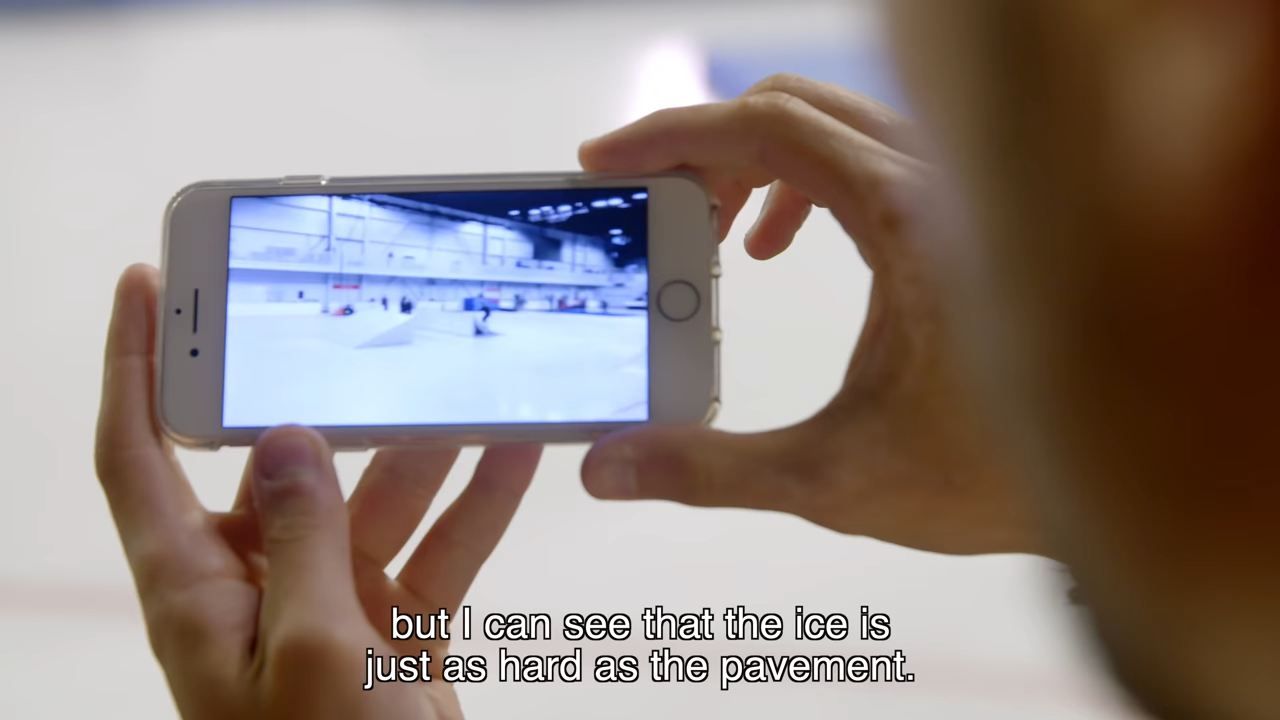 but I can see that the ice is
just as hard as the pavement.